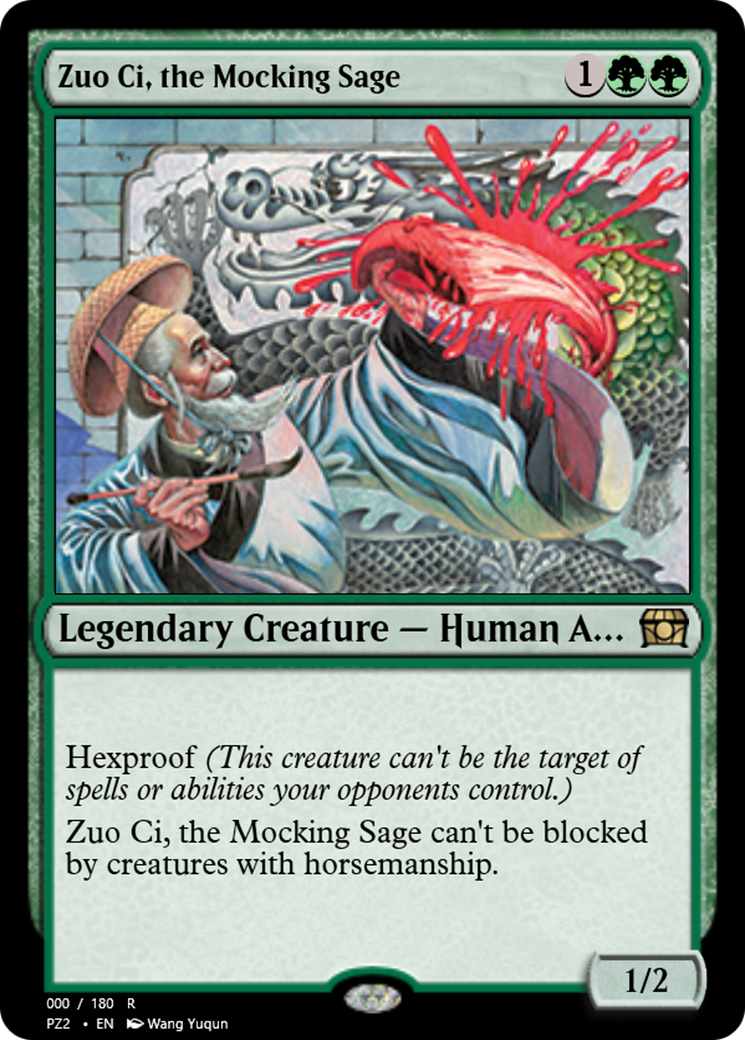 Zuo Ci, the Mocking Sage 1
Legendary Creature — Human A...
Hexproof (This creature can't be the target of
spells or abilities your opponents control.)
Zuo Ci, the Mocking Sage can't be blocked
by creatures with horsemanship.
1/2
000 / 180 R
PZ2 • EN Wang Yuqun